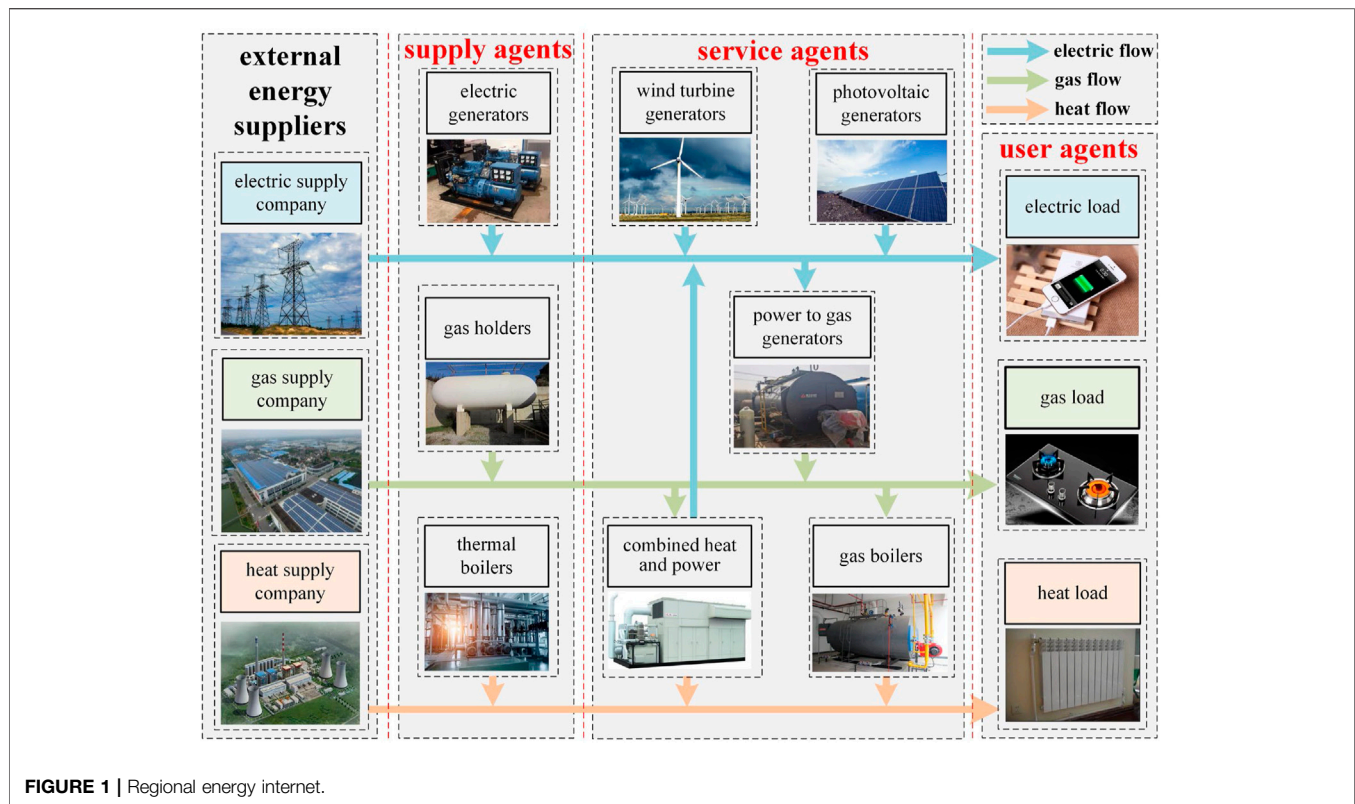 external
energy
suppliers
electric supply
company
gas supply
company
heat supply
company
supply agents
electric
generators
gas holders
thermal
boilers
service agents
wind turbine
generators
photovoltaic
generators
power to gas
generators
combined heat
and power
gas boilers
electric flow
gas flow
heat flow
user agents
electric load
gas load
heat load
FIGURE 1 | Regional energy internet.